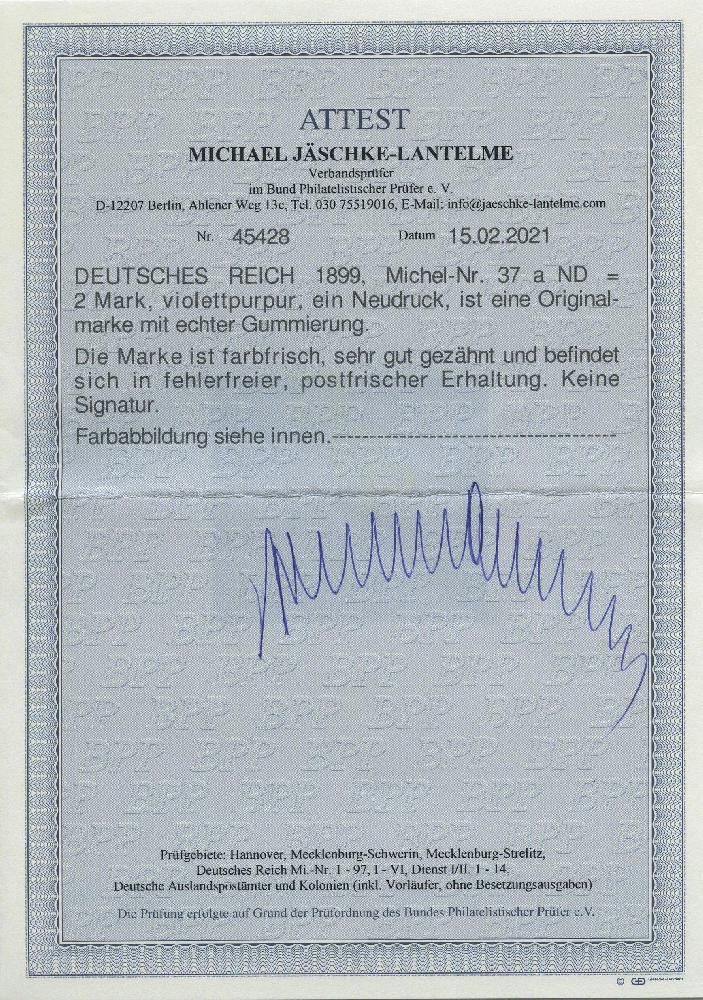 ATTEST
MICHAEL JÄSCHKE-LANTELME
Verbandsprüfer
im Bund Philatelistischer Prüfer e. V.
D-12207 Berlin, Ahlener Weg 13c, Tel. 030 75519016, E-Mail: info@jaeschke-lantelme.com
Nr. 45428 Datum 15.02.2021
DEUTSCHES REICH 1899, Michel-Nr. 37 a ND =
2 Mark, violettpurpur, ein Neudruck, ist eine Original-
marke mit echter Gummierung.
Die Marke ist farbfrisch, sehr gut gezähnt und befindet
sich in fehlerfreier, postfrischer Erhaltung. Keine
Signatur.
Farbabbildung siehe innen.-----------------------------------------
Prüfgebiete: Hannover, Mecklenburg-Schwerin, Mecklenburg-Strelitz,
Deutsches Reich Mi.-Nr. 1 - 97, I - VI, Dienst I/II, 1 - 14,
Deutsche Auslandspostämter und Kolonien (inkl. Vorläufer, ohne Besetzungsausgaben)
Die Prüfung erfolgte auf Grund der Prüfordnung des Bundes Philatelistischer Prüfer e.V.